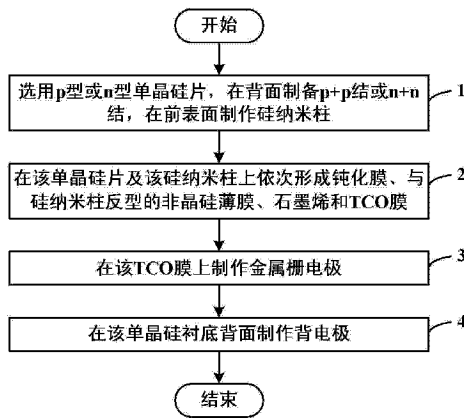 开始
选用p型或n型单晶硅片，在背面制备p+p结或n+n
结，在前表面制作硅纳米柱
1
在该单晶硅片及该硅纳米柱上依次形成钝化膜、与
硅纳米柱反型的非晶硅薄膜、石墨烯和TCO膜
2
在该TCO膜上制作金属栅电极
3
在该单晶硅衬底背面制作背电极
4
结束